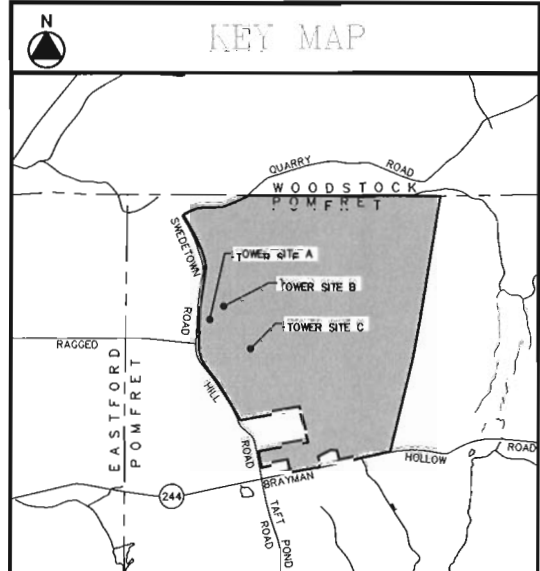 N
KEY MAP
QUARRY ROAD
WOODSTOCK
POMFRET
SWEDETOWN ROAD
TOWER SITE A
TOWER SITE B
TOWER SITE C
RAGGED HILL ROAD
EASTFORD
POMFRET
BRAYMAN HOLLOW ROAD
244
TAFT POND ROAD